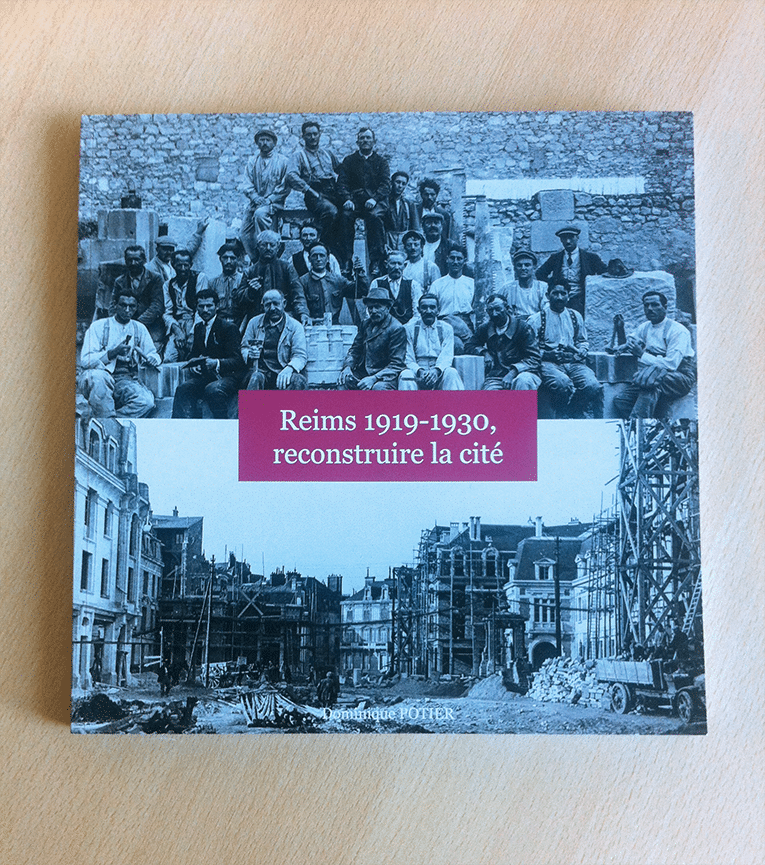 Reims 1919-1930,
reconstruire la cité
Dominique POTIER